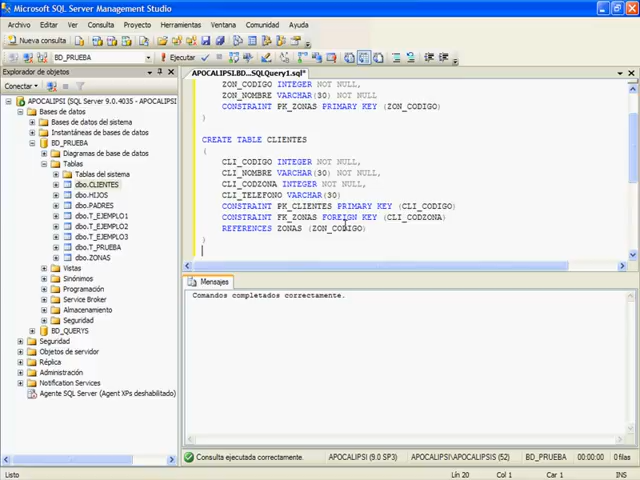 Microsoft SQL Server Management Studio
Archivo Editar Ver Consulta Proyecto Herramientas Ventana Comunidad Ayuda
Nueva consulta
BD_PRUEBA Ejecutar
Explorador de objetos
APOCALIPSI.BD...SQLQuery1.sql*
Conectar
APOCALIPSI (SQL Server 9.0.4035 - APOCALIPSI
Bases de datos
Bases de datos del sistema
Instantáneas de bases de datos
BD_PRUEBA
Diagramas de base de datos
Tablas
Tablas del sistema
dbo.CLIENTES
dbo.HIJOS
dbo.PADRES
dbo.T_EJEMPLO1
dbo.T_EJEMPLO2
dbo.T_EJEMPLO3
dbo.T_PRUEBA
dbo.ZONAS
Vistas
Sinónimos
Programación
Service Broker
Almacenamiento
Seguridad
BD_QUERYS
Seguridad
Objetos de servidor
Réplica
Administración
Notification Services
Agente SQL Server (Agent XPs deshabilitado)
ZON_CODIGO INTEGER NOT NULL,
ZON_NOMBRE VARCHAR(30) NOT NULL
CONSTRAINT PK_ZONAS PRIMARY KEY (ZON_CODIGO)
)
CREATE TABLE CLIENTES
(
CLI_CODIGO INTEGER NOT NULL,
CLI_NOMBRE VARCHAR(30) NOT NULL,
CLI_CODZONA INTEGER NOT NULL,
CLI_TELEFONO VARCHAR(30)
CONSTRAINT PK_CLIENTES PRIMARY KEY (CLI_CODIGO)
CONSTRAINT FK_ZONAS FOREIGN KEY (CLI_CODZONA)
REFERENCES ZONAS (ZON_CODIGO)
)
Mensajes
Comandos completados correctamente.
Consulta ejecutada correctamente. APOCALIPSI (9.0 SP3) APOCALIPSI\APOCALIPSIS (52) BD_PRUEBA 00:00:00 0 filas
Listo Lín 20 Col 1 Car 1 INS